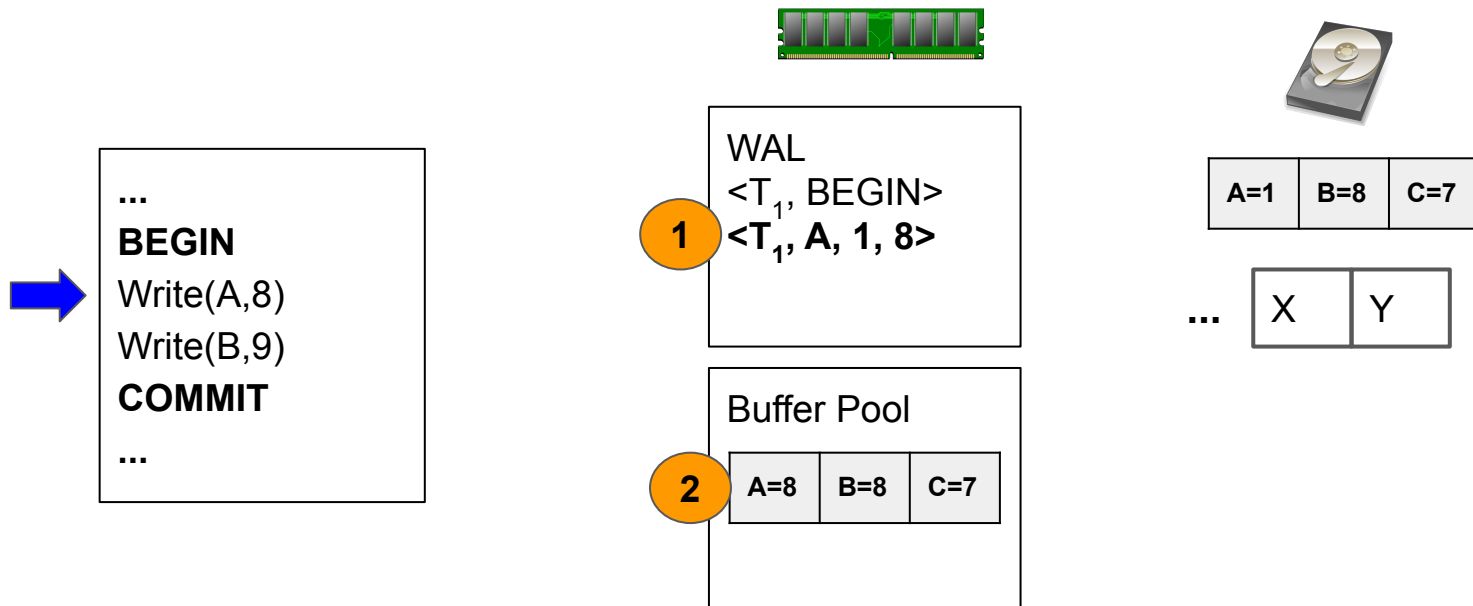 ...
BEGIN
Write(A,8)
Write(B,9)
COMMIT
...
WAL
<T1, BEGIN>
1 <T1, A, 1, 8>
Buffer Pool
2 A=8 B=8 C=7
A=1 B=8 C=7
... X Y